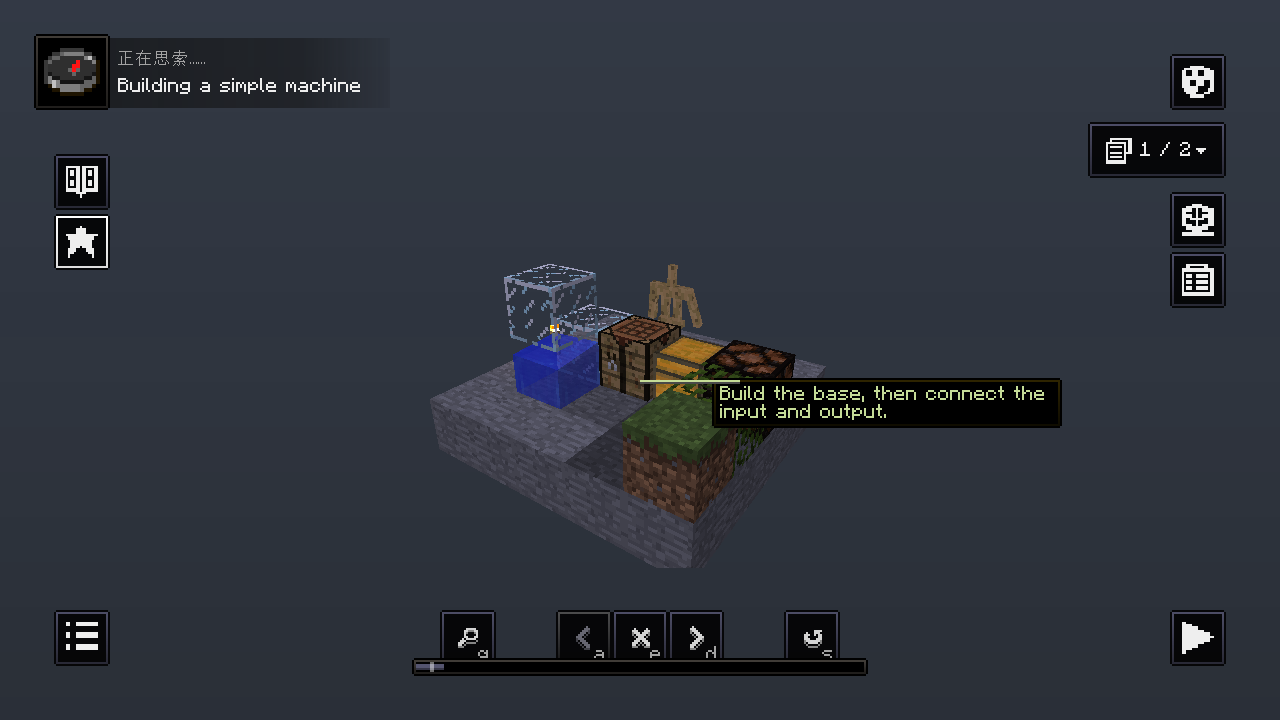 正在思索......
Building a simple machine
1 / 2
Build the base, then connect the
input and output.
q
a
e
d
s